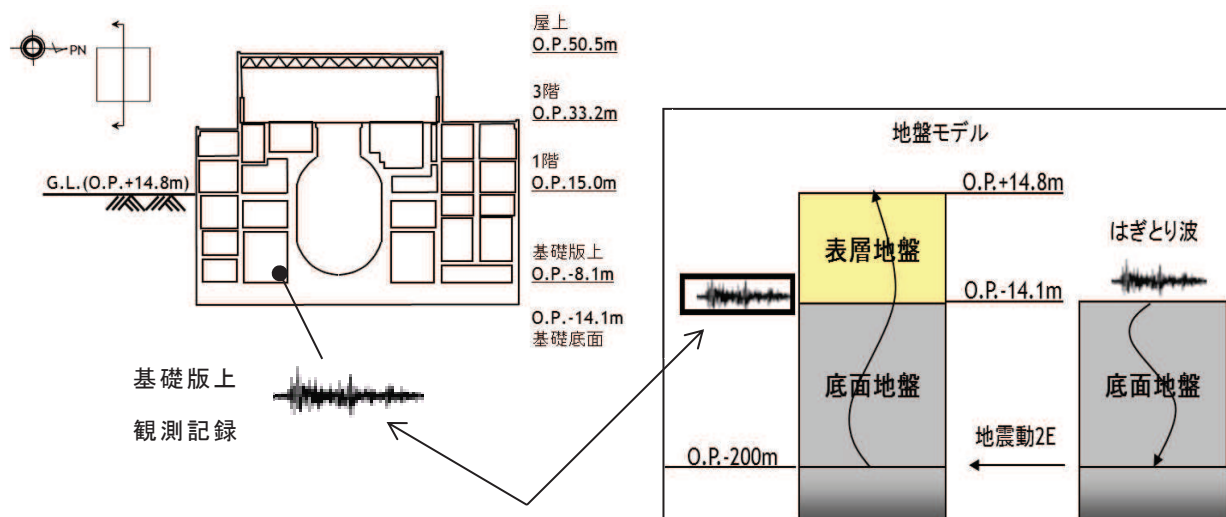 PN
屋上
O.P.50.5m
3階
O.P.33.2m
1階
O.P.15.0m
基礎版上
O.P.-8.1m
O.P.-14.1m
基礎底面
G.L.(O.P.+14.8m)
基礎版上
観測記録
地盤モデル
O.P.+14.8m
表層地盤
はぎとり波
O.P.-14.1m
底面地盤
底面地盤
地震動2E
O.P.-200m